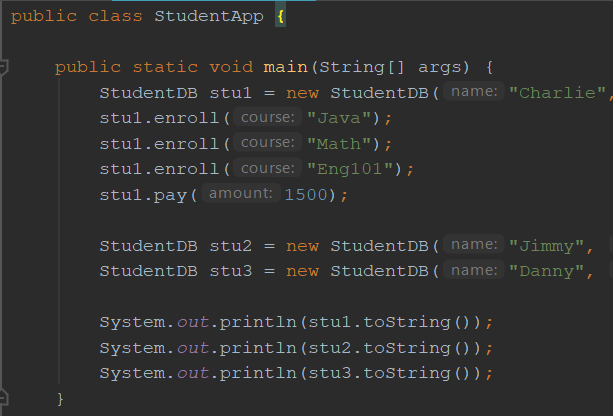 public class StudentApp {
public static void main(String[] args) {
StudentDB stu1 = new StudentDB( name: "Charlie",
stu1.enroll( course: "Java");
stu1.enroll( course: "Math");
stu1.enroll( course: "Eng101");
stu1.pay( amount: 1500);
StudentDB stu2 = new StudentDB( name: "Jimmy",
StudentDB stu3 = new StudentDB( name: "Danny",
System.out.println(stu1.toString());
System.out.println(stu2.toString());
System.out.println(stu3.toString());
}